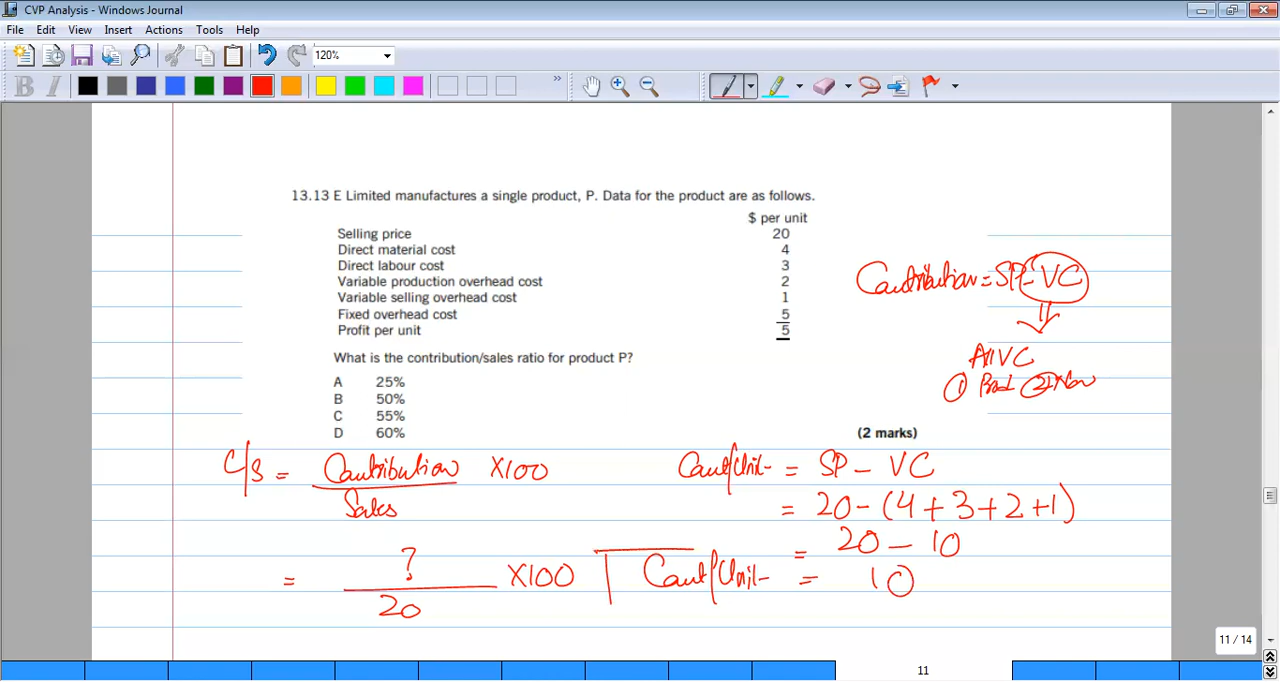 CVP Analysis - Windows Journal
File Edit View Insert Actions Tools Help
120%
B I
13.13 E Limited manufactures a single product, P. Data for the product are as follows.
$ per unit
Selling price 20
Direct material cost 4
Direct labour cost 3
Variable production overhead cost 2
Variable selling overhead cost 1
Fixed overhead cost 5
Profit per unit 5
What is the contribution/sales ratio for product P?
A 25%
B 50%
C 55%
D 60%
(2 marks)
Contribution = SP - VC
All VC
① Prod ② Non
C/S = Contribution X100
Sales
= ? X100
20
Cont/Unit = SP - VC
= 20 - (4 + 3 + 2 + 1)
= 20 - 10
Cont/Unit = 10
11 / 14
11